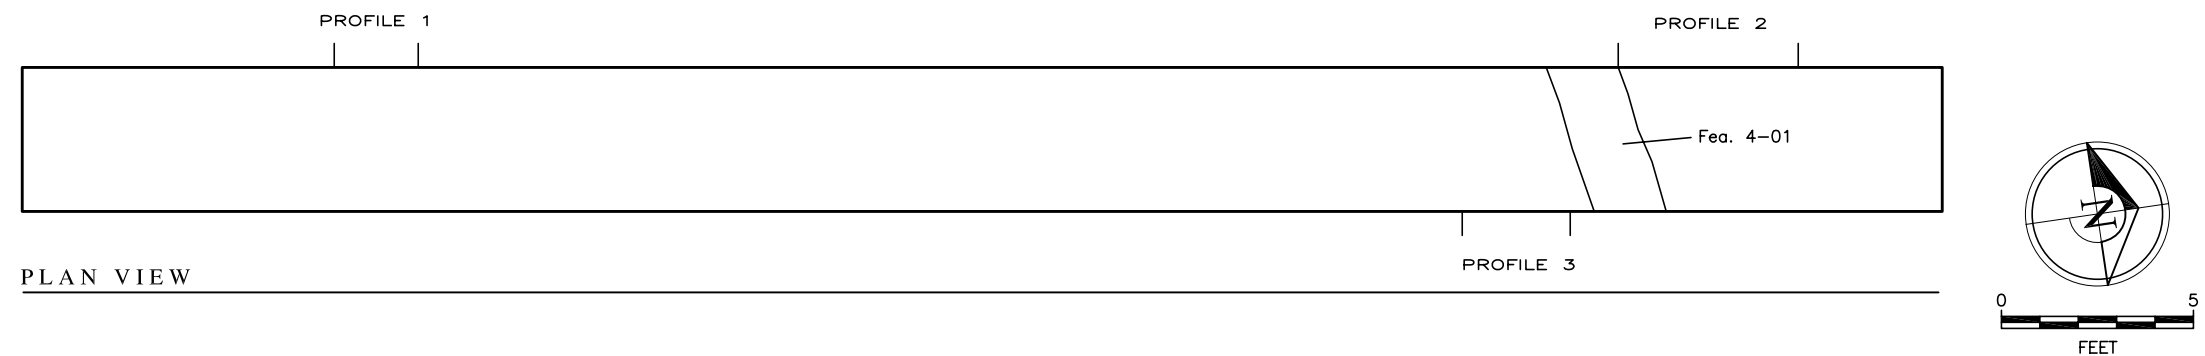 PROFILE 1
PROFILE 2
Fea. 4-01
PROFILE 3
PLAN VIEW
N
0 5
FEET